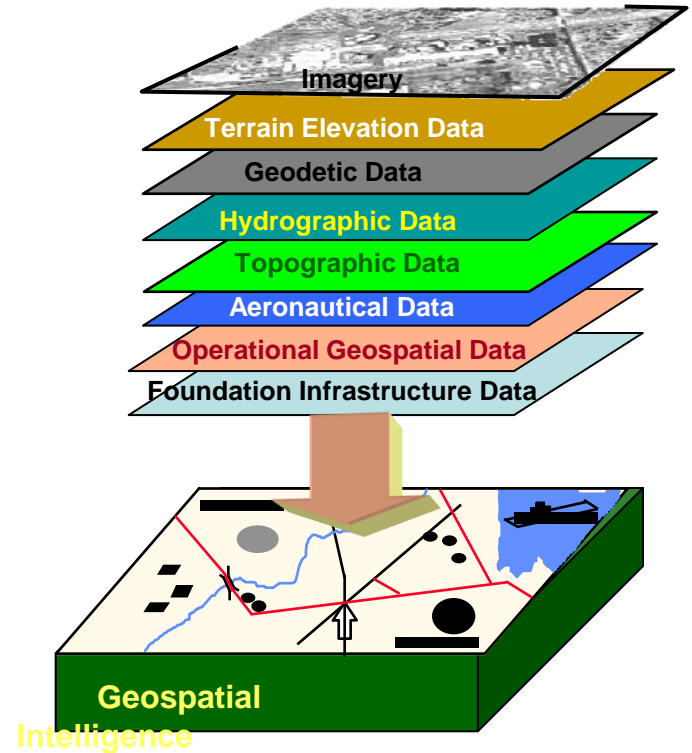 Imagery
Terrain Elevation Data
Geodetic Data
Hydrographic Data
Topographic Data
Aeronautical Data
Operational Geospatial Data
Foundation Infrastructure Data
Geospatial
Intelligence